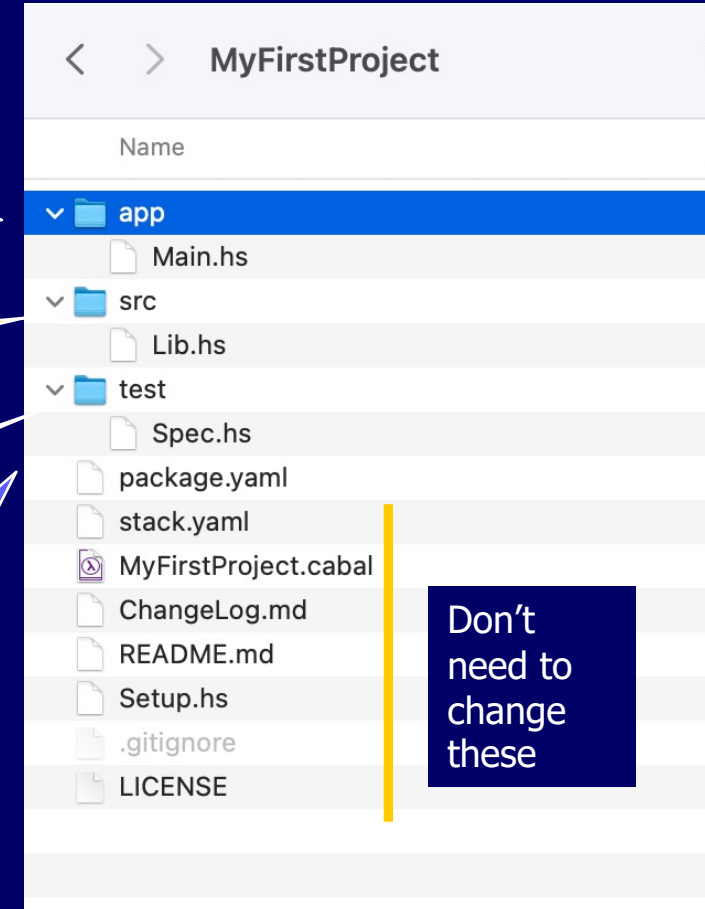 MyFirstProject
Name
app
Main.hs
src
Lib.hs
test
Spec.hs
package.yaml
stack.yaml
MyFirstProject.cabal
ChangeLog.md
README.md
Setup.hs
.gitignore
LICENSE
Don’t
need to
change
these